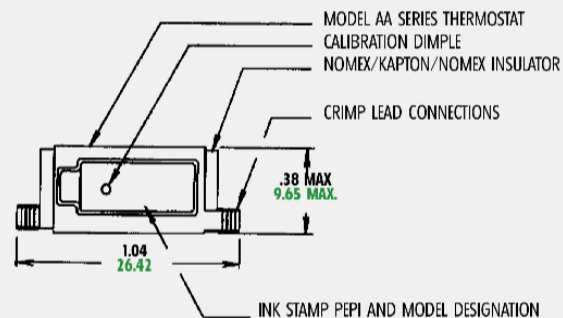 MODEL AA SERIES THERMOSTAT
CALIBRATION DIMPLE
NOMEX/KAPTON/NOMEX INSULATOR
CRIMP LEAD CONNECTIONS
.38 MAX
9.65 MAX.
1.04
26.42
INK STAMP PEPI AND MODEL DESIGNATION